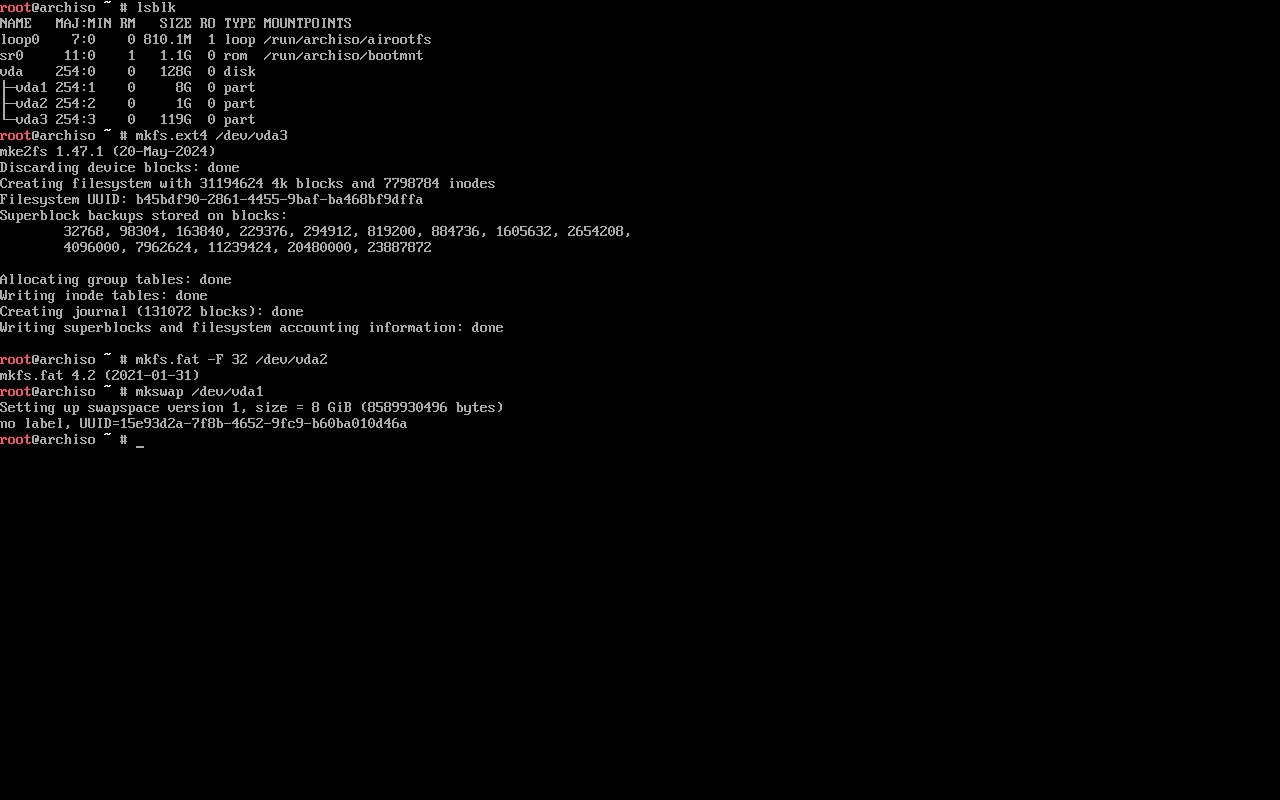 root@archiso ~ # lsblk
NAME   MAJ:MIN RM   SIZE RO TYPE MOUNTPOINTS
loop0    7:0    0 810.1M  1 loop /run/archiso/airootfs
sr0     11:0    1   1.1G  0 rom  /run/archiso/bootmnt
vda    254:0    0   128G  0 disk
├─vda1 254:1    0     8G  0 part
├─vda2 254:2    0     1G  0 part
└─vda3 254:3    0   119G  0 part
root@archiso ~ # mkfs.ext4 /dev/vda3
mke2fs 1.47.1 (20-May-2024)
Discarding device blocks: done
Creating filesystem with 31194624 4k blocks and 7798784 inodes
Filesystem UUID: b45bdf90-2861-4455-9baf-ba468bf9dffa
Superblock backups stored on blocks:
        32768, 98304, 163840, 229376, 294912, 819200, 884736, 1605632, 2654208,
        4096000, 7962624, 11239424, 20480000, 23887872

Allocating group tables: done
Writing inode tables: done
Creating journal (131072 blocks): done
Writing superblocks and filesystem accounting information: done

root@archiso ~ # mkfs.fat -F 32 /dev/vda2
mkfs.fat 4.2 (2021-01-31)
root@archiso ~ # mkswap /dev/vda1
Setting up swapspace version 1, size = 8 GiB (8589930496 bytes)
no label, UUID=15e93d2a-7f8b-4652-9fc9-b60ba010d46a
root@archiso ~ # _